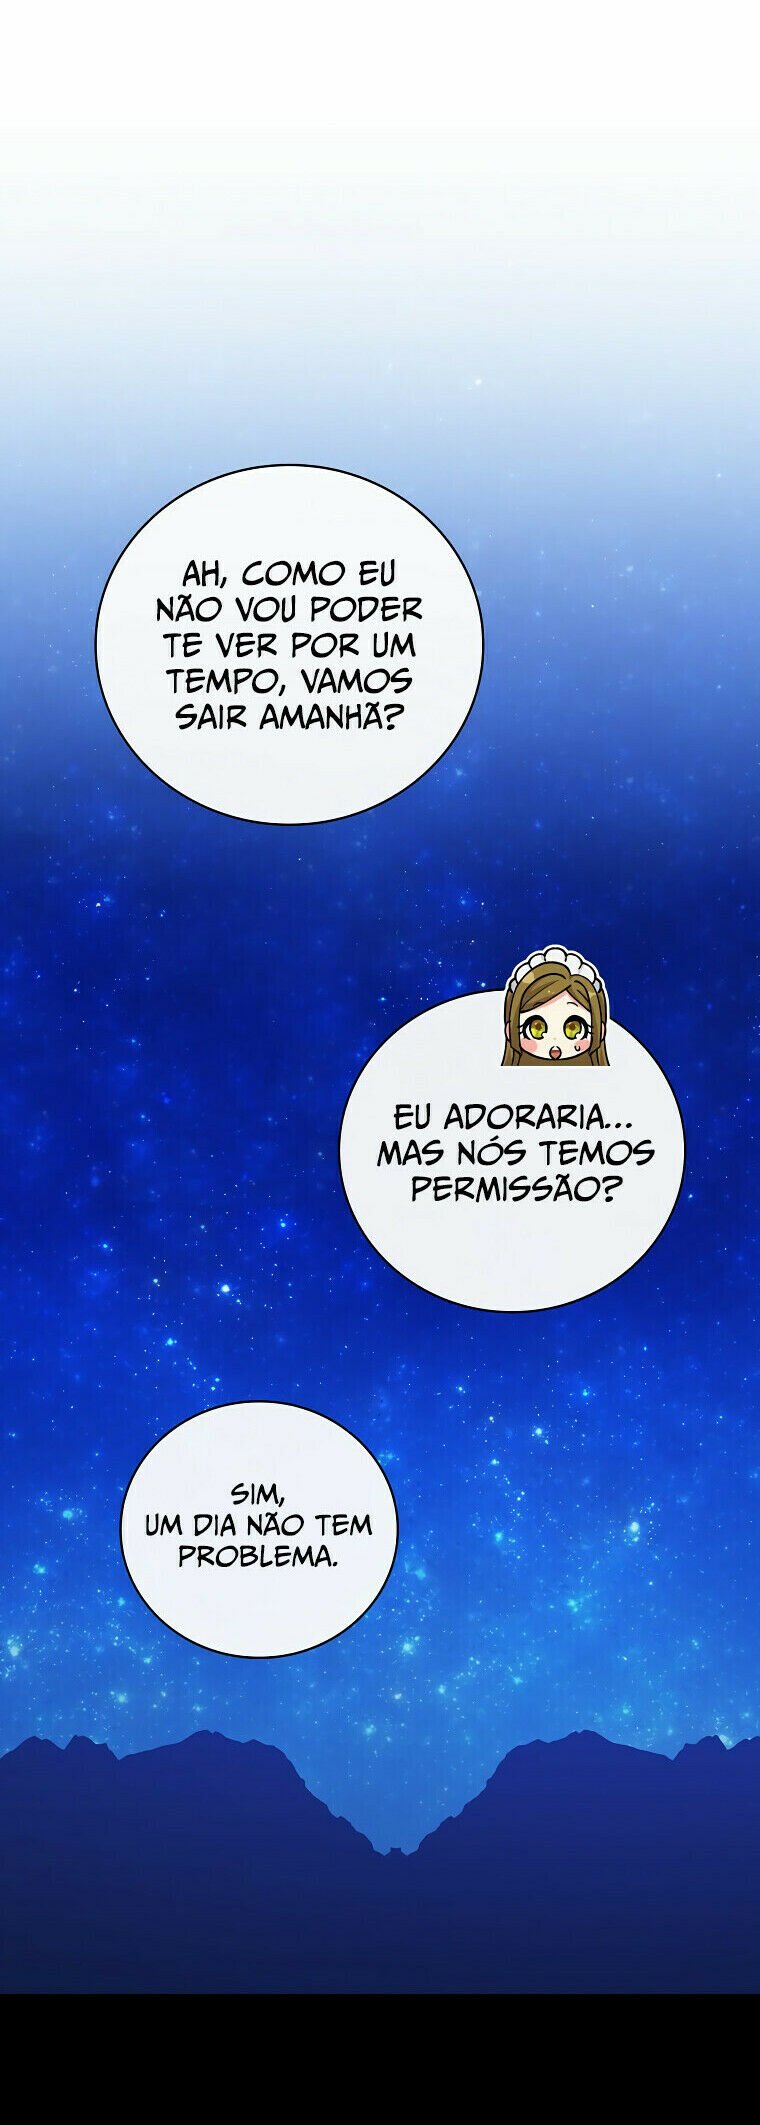 AH, COMO EU
NÃO VOU PODER
TE VER POR UM
TEMPO, VAMOS
SAIR AMANHÃ?
EU ADORARIA...
MAS NÓS TEMOS
PERMISSÃO?
SIM,
UM DIA NÃO TEM
PROBLEMA.